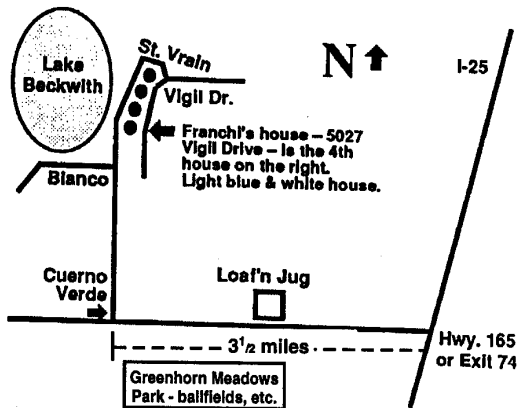 St. Vrain
Lake
Beckwith
N
I-25
Vigil Dr.
Franchi's house – 5027
Vigil Drive – is the 4th
house on the right.
Light blue & white house.
Blanco
Cuerno
Verde
Loaf'n Jug
3 1/2 miles
Hwy. 165
or Exit 74
Greenhorn Meadows
Park - ballfields, etc.